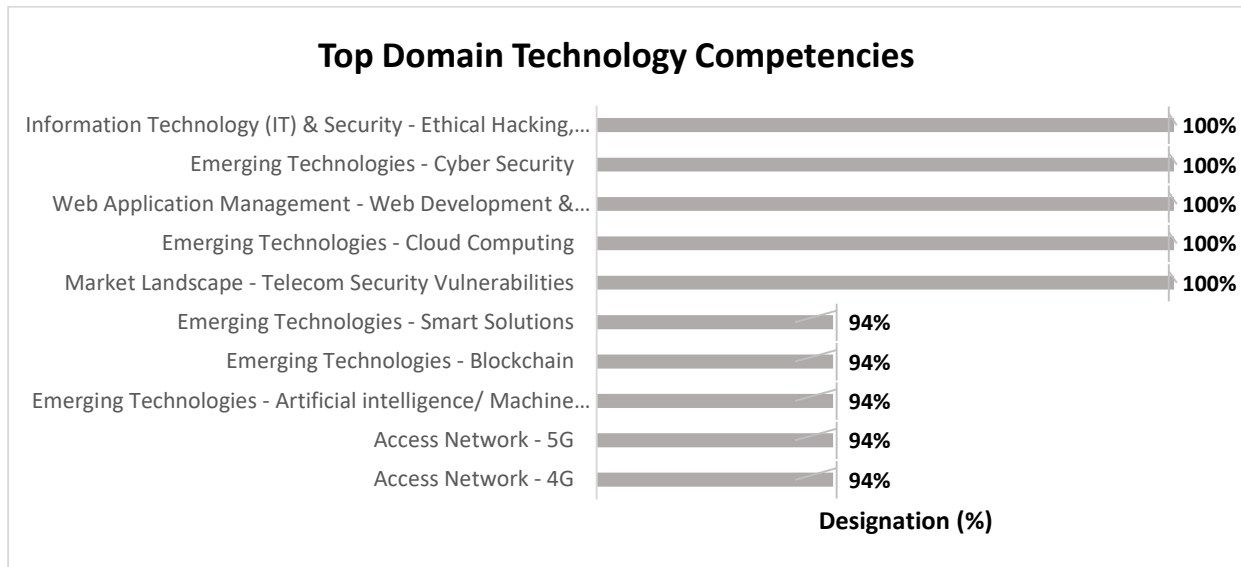 Top Domain Technology Competencies
Information Technology (IT) & Security - Ethical Hacking,... 100%
Emerging Technologies - Cyber Security 100%
Web Application Management - Web Development &... 100%
Emerging Technologies - Cloud Computing 100%
Market Landscape - Telecom Security Vulnerabilities 100%
Emerging Technologies - Smart Solutions 94%
Emerging Technologies - Blockchain 94%
Emerging Technologies - Artificial intelligence/ Machine... 94%
Access Network - 5G 94%
Access Network - 4G 94%
Designation (%)